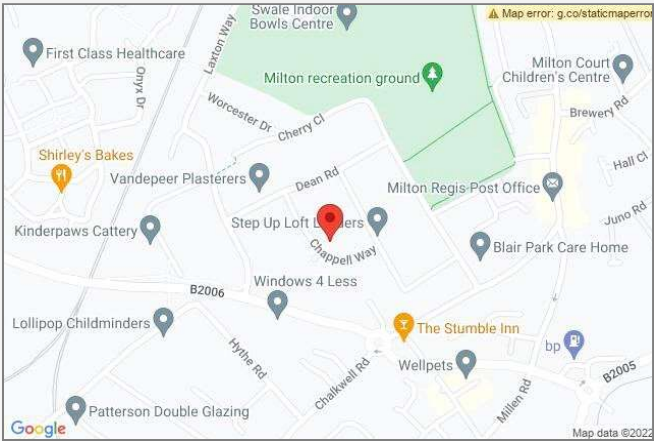 Swale Indoor
Bowls Centre
Map error: g.co/staticmaperror
First Class Healthcare
Onyx Dr
Laxton Way
Milton recreation ground
Milton Court
Children's Centre
Brewery Rd
Worcester Dr
Cherry Cl
Shirley's Bakes
Vandepeer Plasterers
Dean Rd
Milton Regis Post Office
Hall Cl
Juno Rd
Kinderpaws Cattery
Step Up Loft L ders
Chappell Way
Blair Park Care Home
B2006
Windows 4 Less
Lollipop Childminders
The Stumble Inn
bp
Hythe Rd
Chalkwell Rd
Wellpets
Millen Rd
B2005
Patterson Double Glazing
Google
Map data ©2022